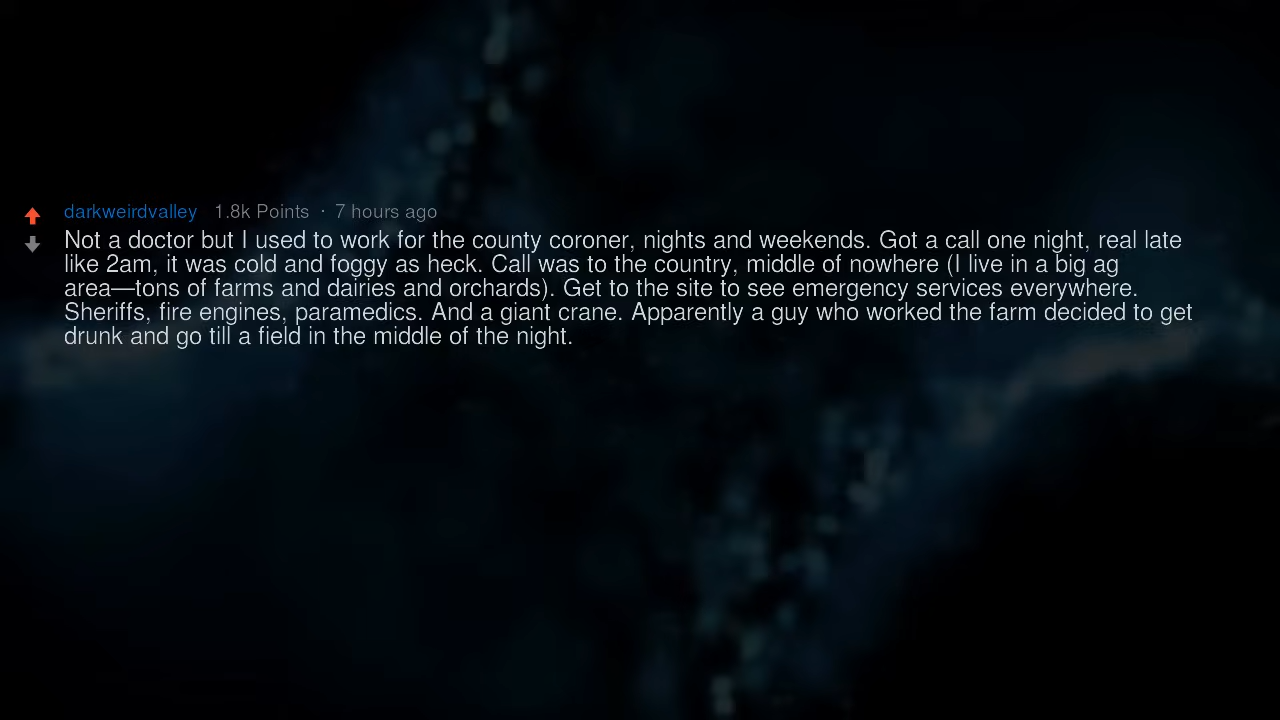 darkweirdvalley 1.8k Points · 7 hours ago
Not a doctor but I used to work for the county coroner, nights and weekends. Got a call one night, real late
like 2am, it was cold and foggy as heck. Call was to the country, middle of nowhere (I live in a big ag
area—tons of farms and dairies and orchards). Get to the site to see emergency services everywhere.
Sheriffs, fire engines, paramedics. And a giant crane. Apparently a guy who worked the farm decided to get
drunk and go till a field in the middle of the night.